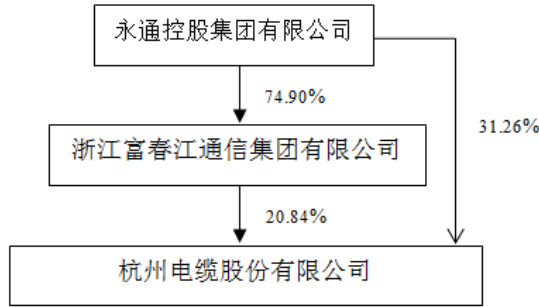 永通控股集团有限公司
74.90%
31.26%
浙江富春江通信集团有限公司
20.84%
杭州电缆股份有限公司